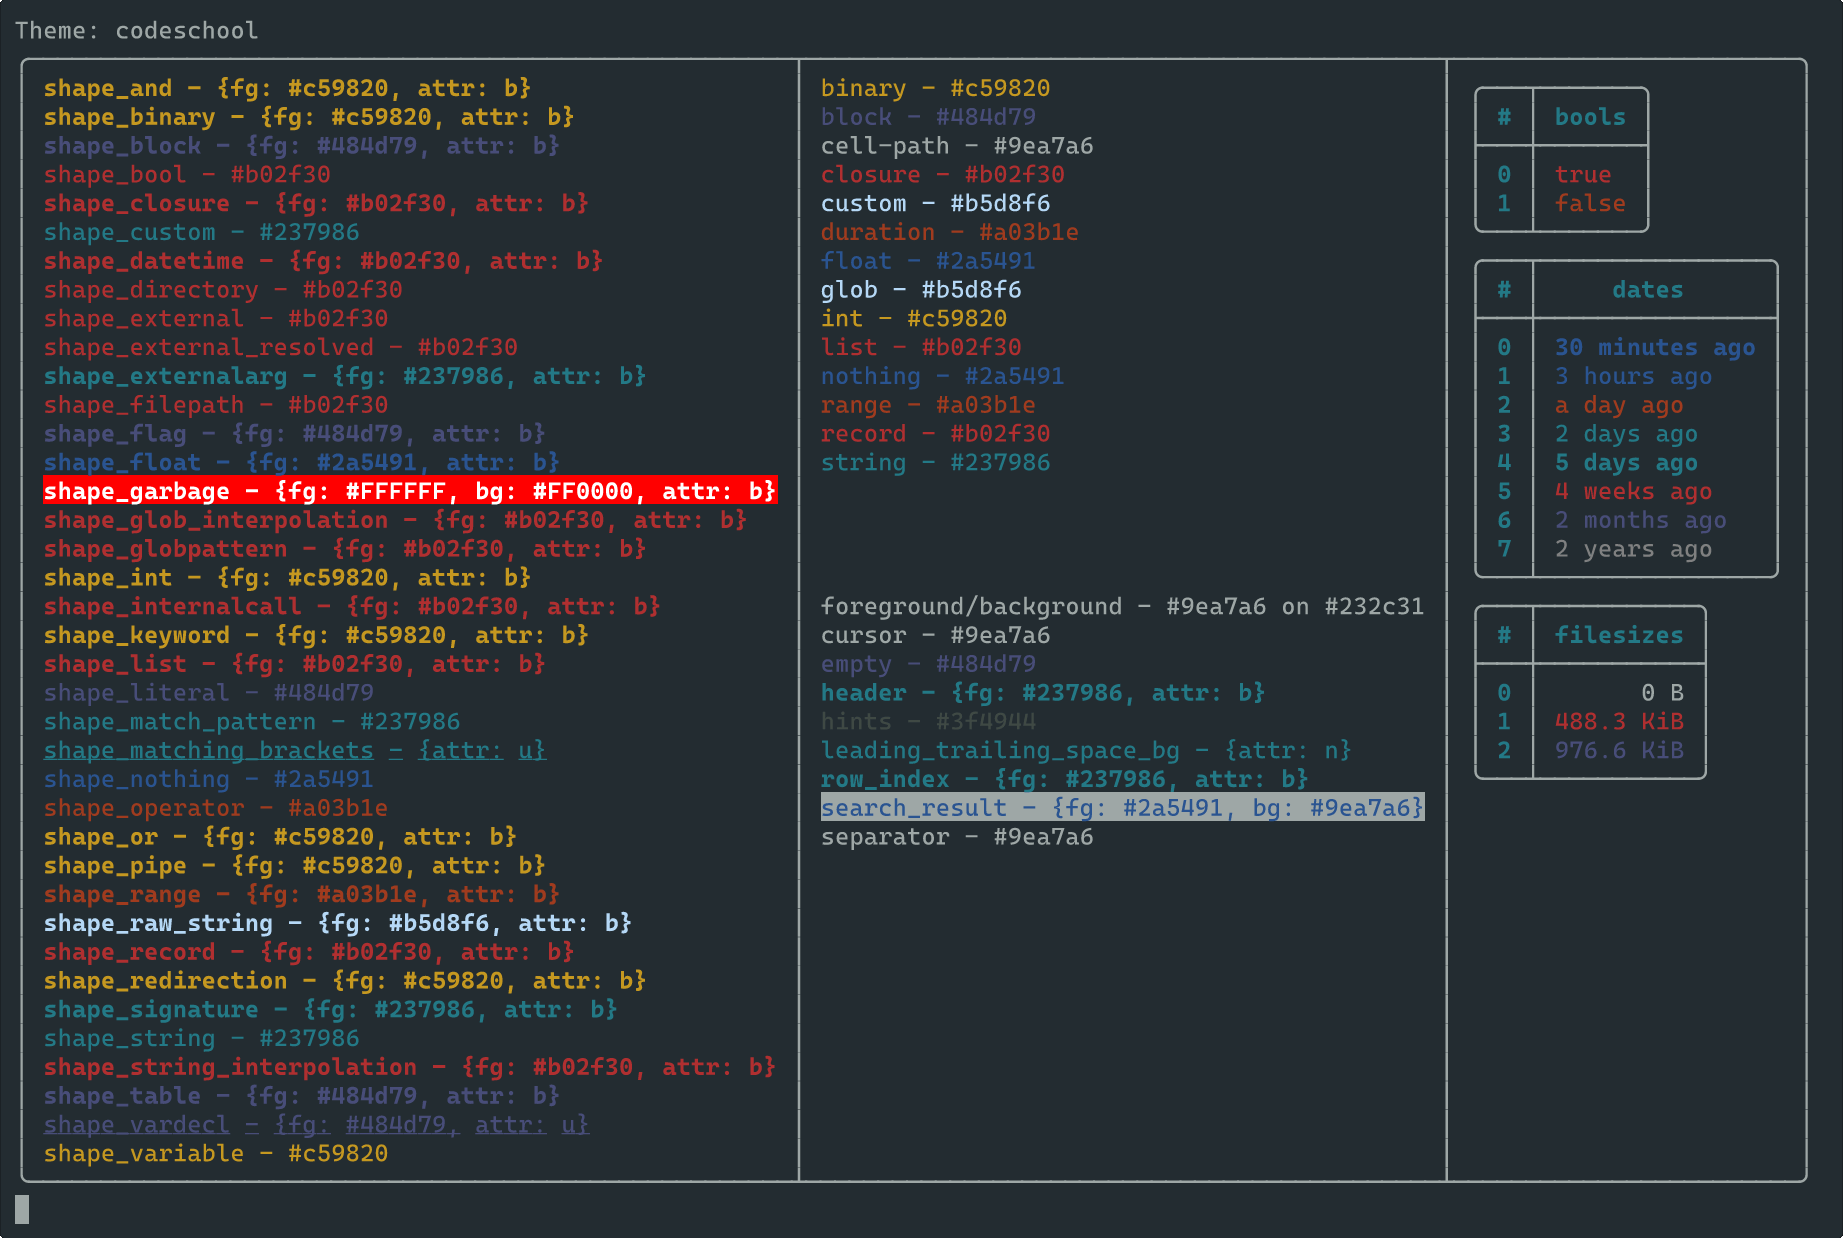 Theme: codeschool
shape_and - {fg: #c59820, attr: b}
shape_binary - {fg: #c59820, attr: b}
shape_block - {fg: #484d79, attr: b}
shape_bool - #b02f30
shape_closure - {fg: #b02f30, attr: b}
shape_custom - #237986
shape_datetime - {fg: #b02f30, attr: b}
shape_directory - #b02f30
shape_external - #b02f30
shape_external_resolved - #b02f30
shape_externalarg - {fg: #237986, attr: b}
shape_filepath - #b02f30
shape_flag - {fg: #484d79, attr: b}
shape_float - {fg: #2a5491, attr: b}
shape_garbage - {fg: #FFFFFF, bg: #FF0000, attr: b}
shape_glob_interpolation - {fg: #b02f30, attr: b}
shape_globpattern - {fg: #b02f30, attr: b}
shape_int - {fg: #c59820, attr: b}
shape_internalcall - {fg: #b02f30, attr: b}
shape_keyword - {fg: #c59820, attr: b}
shape_list - {fg: #b02f30, attr: b}
shape_literal - #484d79
shape_match_pattern - #237986
shape_matching_brackets - {attr: u}
shape_nothing - #2a5491
shape_operator - #a03b1e
shape_or - {fg: #c59820, attr: b}
shape_pipe - {fg: #c59820, attr: b}
shape_range - {fg: #a03b1e, attr: b}
shape_raw_string - {fg: #b5d8f6, attr: b}
shape_record - {fg: #b02f30, attr: b}
shape_redirection - {fg: #c59820, attr: b}
shape_signature - {fg: #237986, attr: b}
shape_string - #237986
shape_string_interpolation - {fg: #b02f30, attr: b}
shape_table - {fg: #484d79, attr: b}
shape_vardecl - {fg: #484d79, attr: u}
shape_variable - #c59820
binary - #c59820
block - #484d79
cell-path - #9ea7a6
closure - #b02f30
custom - #b5d8f6
duration - #a03b1e
float - #2a5491
glob - #b5d8f6
int - #c59820
list - #b02f30
nothing - #2a5491
range - #a03b1e
record - #b02f30
string - #237986
foreground/background - #9ea7a6 on #232c31
cursor - #9ea7a6
empty - #484d79
header - {fg: #237986, attr: b}
hints - #3f4944
leading_trailing_space_bg - {attr: n}
row_index - {fg: #237986, attr: b}
search_result - {fg: #2a5491, bg: #9ea7a6}
separator - #9ea7a6
# bools
0 true
1 false
# dates
0 30 minutes ago
1 3 hours ago
2 a day ago
3 2 days ago
4 5 days ago
5 4 weeks ago
6 2 months ago
7 2 years ago
# filesizes
0 0 B
1 488.3 KiB
2 976.6 KiB